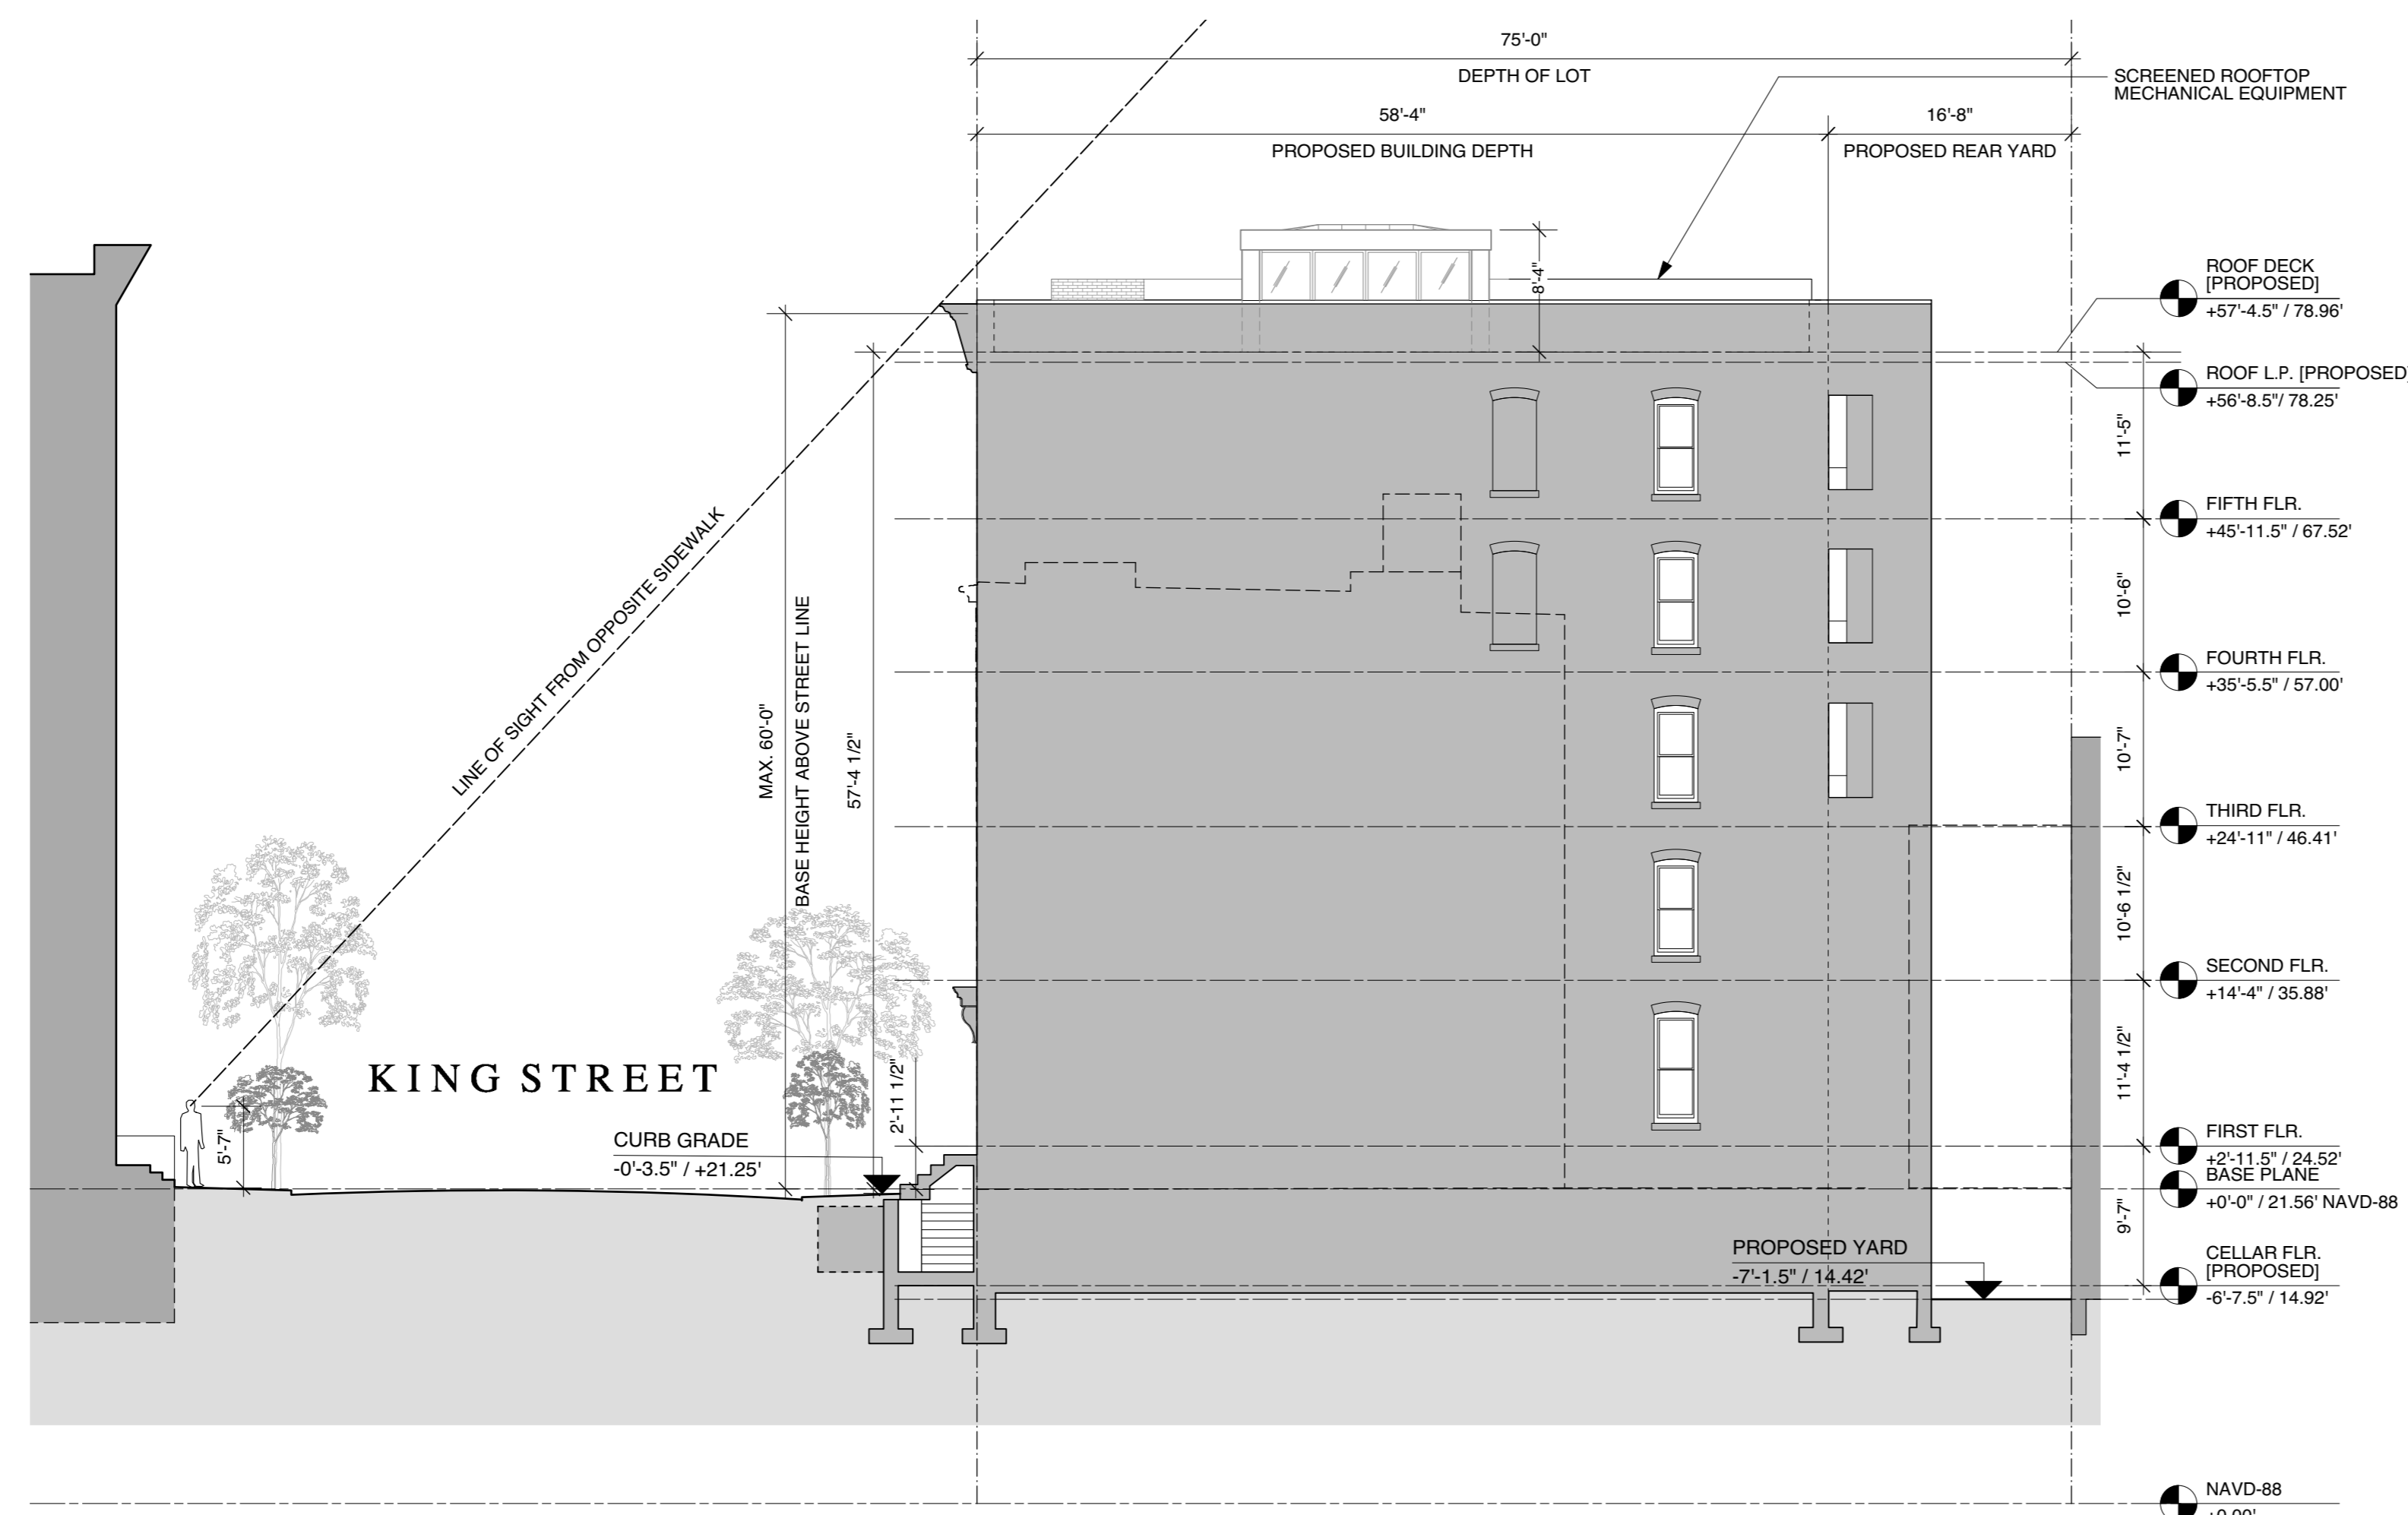 75'-0"
DEPTH OF LOT
SCREENED ROOFTOP
MECHANICAL EQUIPMENT
58'-4"
16'-8"
PROPOSED BUILDING DEPTH
PROPOSED REAR YARD
8'-4"
ROOF DECK
[PROPOSED]
+57'-4.5" / 78.96'
ROOF L.P. [PROPOSED]
+56'-8.5"/ 78.25'
11'-5"
FIFTH FLR.
+45'-11.5" / 67.52'
10'-6"
FOURTH FLR.
+35'-5.5" / 57.00'
10'-7"
THIRD FLR.
+24'-11" / 46.41'
10'-6 1/2"
SECOND FLR.
+14'-4" / 35.88'
11'-4 1/2"
FIRST FLR.
+2'-11.5" / 24.52'
BASE PLANE
+0'-0" / 21.56' NAVD-88
9'-7"
CELLAR FLR.
[PROPOSED]
-6'-7.5" / 14.92'
LINE OF SIGHT FROM OPPOSITE SIDEWALK
MAX. 60'-0"
BASE HEIGHT ABOVE STREET LINE
57'-4 1/2"
2'-11 1/2"
KING STREET
5'-7"
CURB GRADE
-0'-3.5" / +21.25'
PROPOSED YARD
-7'-1.5" / 14.42'
NAVD-88
+0.00'